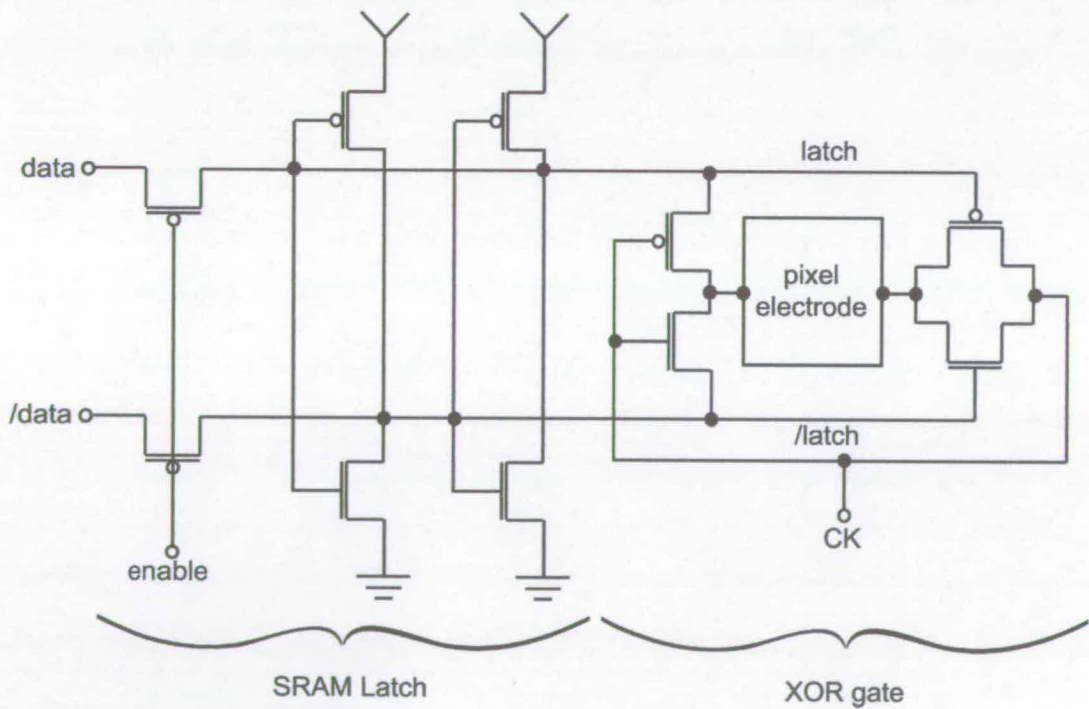 data
latch
pixel
electrode
/data
/latch
CK
enable
SRAM Latch
XOR gate